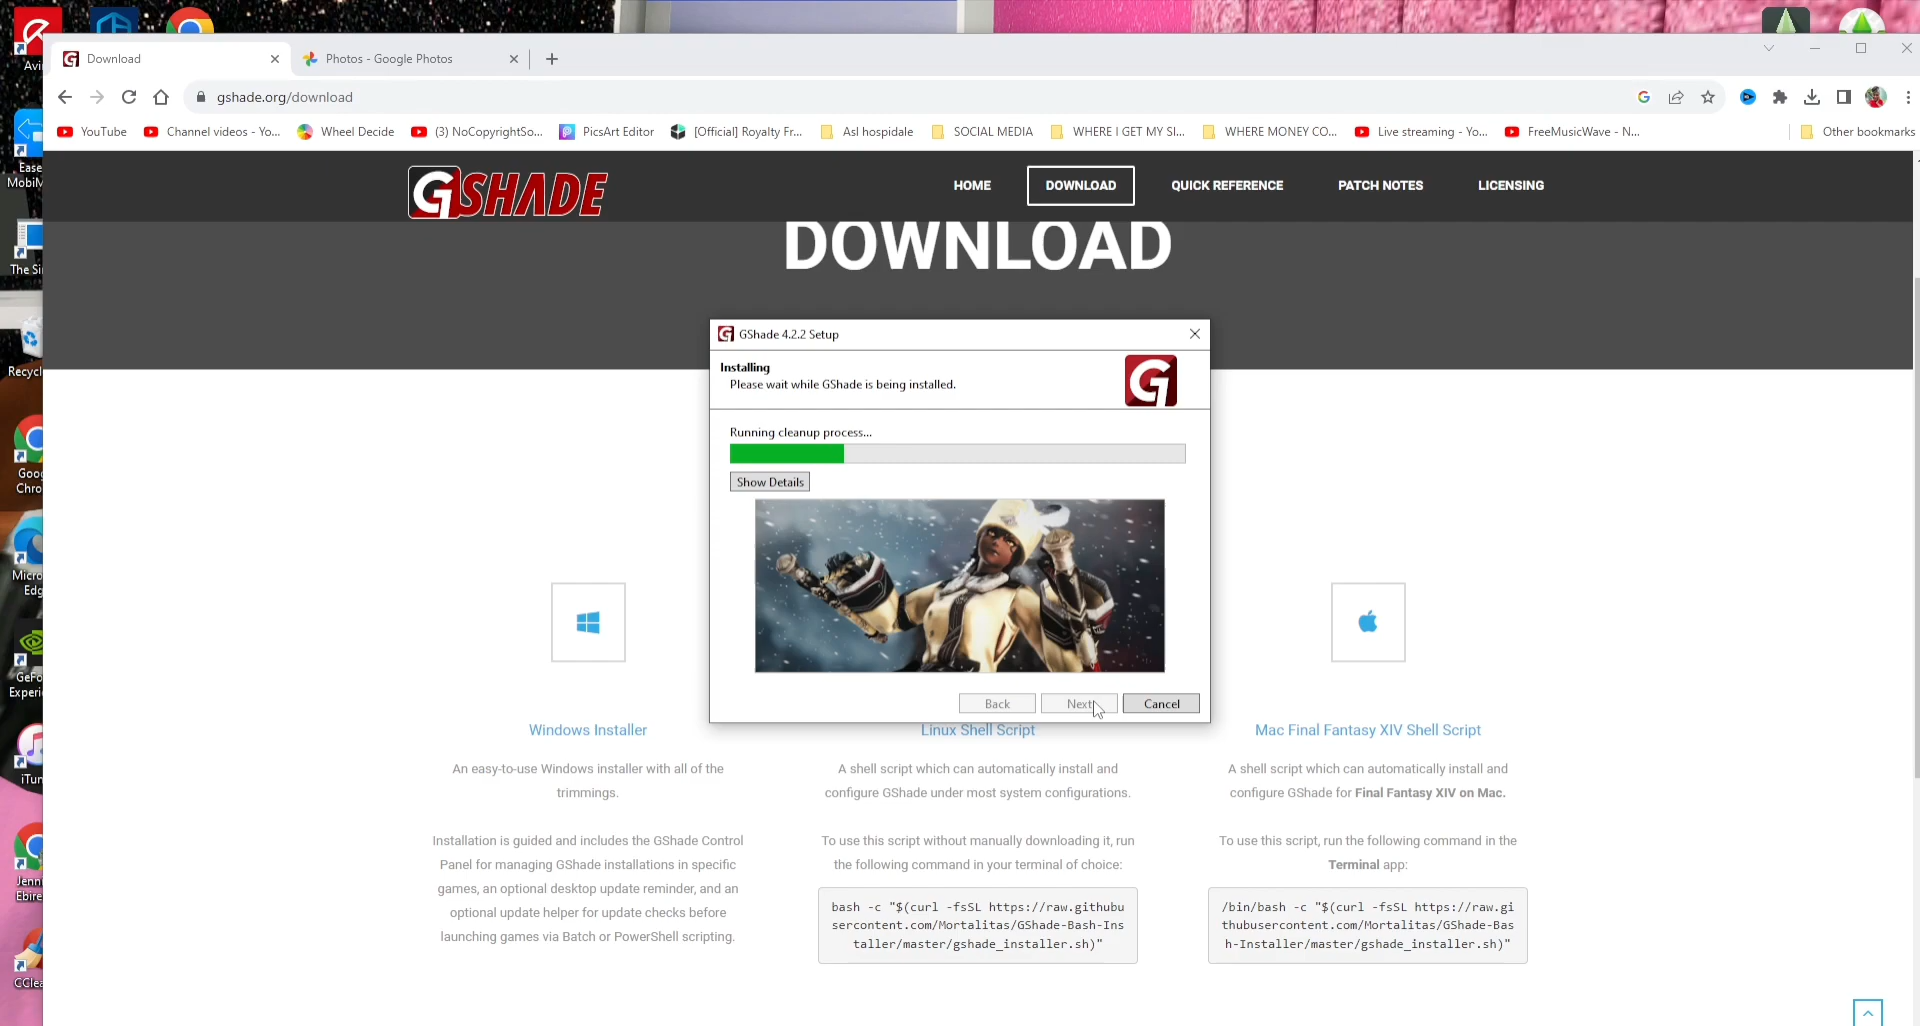 Download
Photos - Google Photos
gshade.org/download
YouTube
Channel videos - Yo...
Wheel Decide
(3) NoCopyrightSo...
PicsArt Editor
[Official] Royalty Fr...
Asl hospidale
SOCIAL MEDIA
WHERE I GET MY SI...
WHERE MONEY CO...
Live streaming - Yo...
FreeMusicWave - N...
Other bookmarks
GSHADE
HOME
DOWNLOAD
QUICK REFERENCE
PATCH NOTES
LICENSING
DOWNLOAD
GShade 4.2.2 Setup
Installing
Please wait while GShade is being installed.
Running cleanup process...
Show Details
Back
Next
Cancel
Windows Installer
An easy-to-use Windows installer with all of the
trimmings.
Installation is guided and includes the GShade Control
Panel for managing GShade installations in specific
games, an optional desktop update reminder, and an
optional update helper for update checks before
launching games via Batch or PowerShell scripting.
Linux Shell Script
A shell script which can automatically install and
configure GShade under most system configurations.
To use this script without manually downloading it, run
the following command in your terminal of choice:
bash -c "$(curl -fsSL https://raw.githubu
sercontent.com/Mortalitas/GShade-Bash-Ins
taller/master/gshade_installer.sh)"
Mac Final Fantasy XIV Shell Script
A shell script which can automatically install and
configure GShade for Final Fantasy XIV on Mac.
To use this script, run the following command in the
Terminal app:
/bin/bash -c "$(curl -fsSL https://raw.gi
thubusercontent.com/Mortalitas/GShade-Bas
h-Installer/master/gshade_installer.sh)"
Avi
Ease
MobiM
The Si
Recycl
Goog
Chro
Micro
Edg
GeFo
Experie
iTun
Jenni
Ebire
CClea